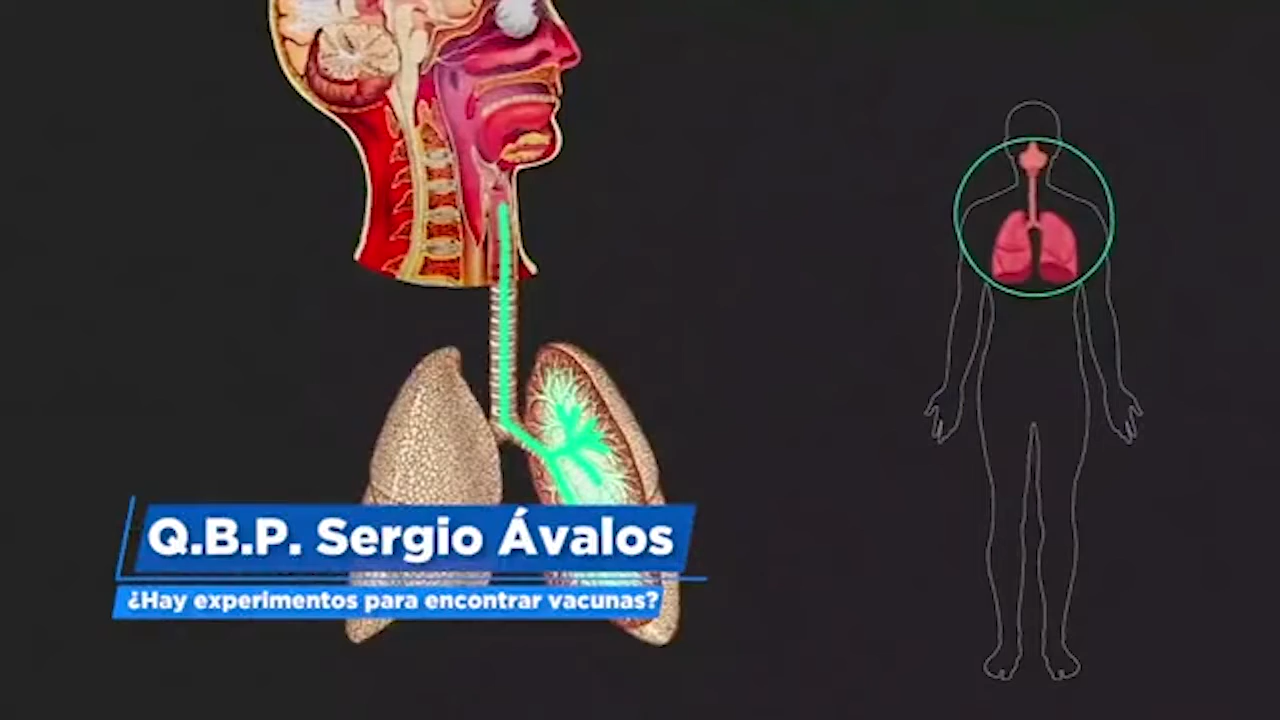 Q.B.P. Sergio Ávalos
¿Hay experimentos para encontrar vacunas?